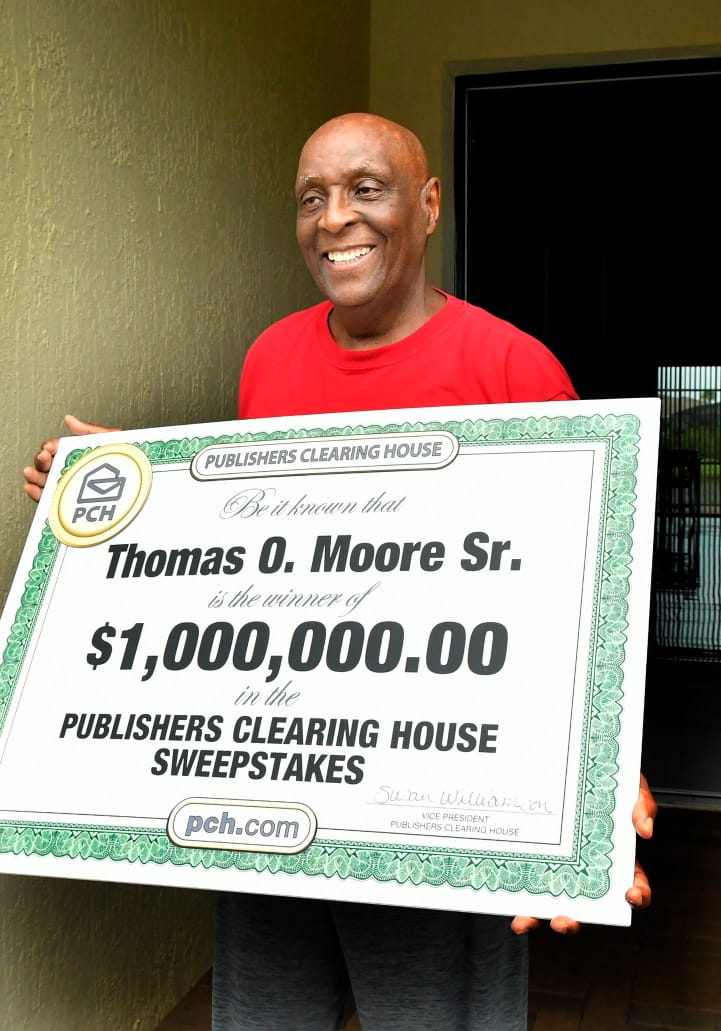 PUBLISHERS CLEARING HOUSE
PCH
Be it known that
Thomas O. Moore Sr.
is the winner of
$1,000,000.00
in the
PUBLISHERS CLEARING HOUSE
SWEEPSTAKES
Susan Williamson
VICE PRESIDENT
PUBLISHERS CLEARING HOUSE
pch.com